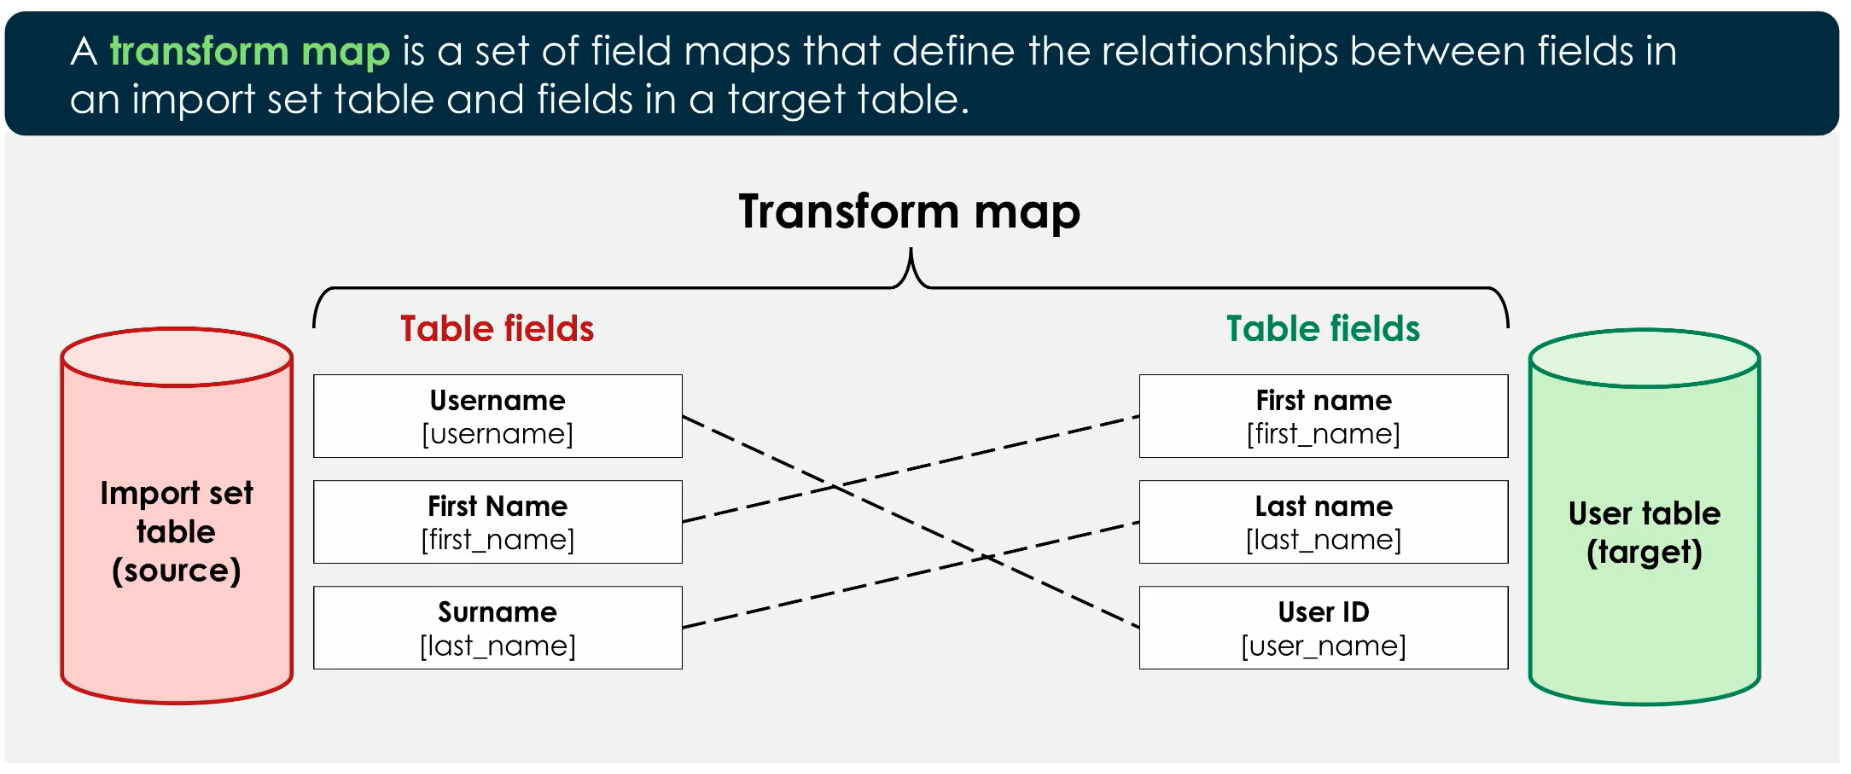 A transform map is a set of field maps that define the relationships between fields in
an import set table and fields in a target table.
Transform map
Table fields
Table fields
Import set
table
(source)
Username
[username]
First Name
[first_name]
Surname
[last_name]
First name
[first_name]
Last name
[last_name]
User ID
[user_name]
User table
(target)